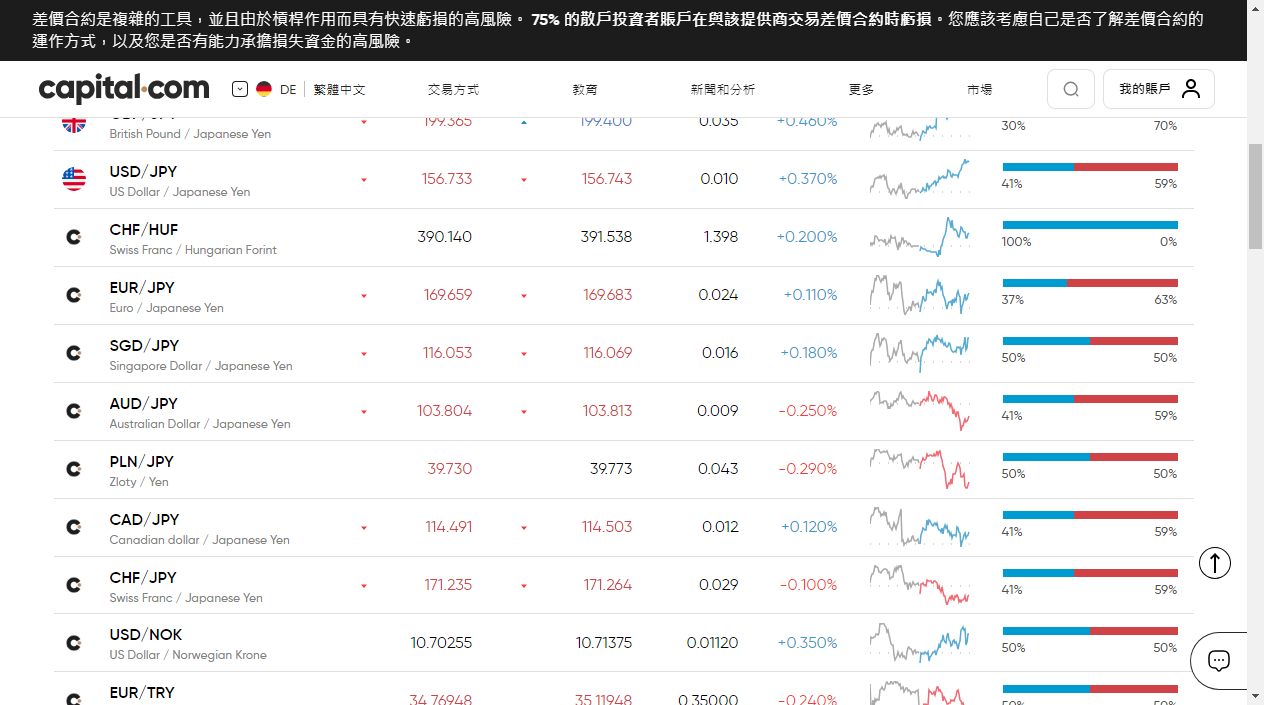 差價合約是複雜的工具，並且由於槓桿作用而具有快速虧損的高風險。 75% 的散戶投資者賬戶在與該提供商交易差價合約時虧損。您應該考慮自己是否了解差價合約的
運作方式，以及您是否有能力承擔損失資金的高風險。
capital.com DE 繁體中文 交易方式 教育 新聞和分析 更多 市場 我的賬戶
199.365 199.400 0.035 +0.460%
British Pound / Japanese Yen 30% 70%
USD/JPY 156.733 156.743 0.010 +0.370%
US Dollar / Japanese Yen 41% 59%
CHF/HUF 390.140 391.538 1.398 +0.200%
Swiss Franc / Hungarian Forint 100% 0%
EUR/JPY 169.659 169.683 0.024 +0.110%
Euro / Japanese Yen 37% 63%
SGD/JPY 116.053 116.069 0.016 +0.180%
Singapore Dollar / Japanese Yen 50% 50%
AUD/JPY 103.804 103.813 0.009 -0.250%
Australian Dollar / Japanese Yen 41% 59%
PLN/JPY 39.730 39.773 0.043 -0.290%
Zloty / Yen 50% 50%
CAD/JPY 114.491 114.503 0.012 +0.120%
Canadian dollar / Japanese Yen 41% 59%
CHF/JPY 171.235 171.264 0.029 -0.100%
Swiss Franc / Japanese Yen 41% 59%
USD/NOK 10.70255 10.71375 0.01120 +0.350%
US Dollar / Norwegian Krone 50% 50%
EUR/TRY 34.76948 35.11948 0.35000 -0.240%